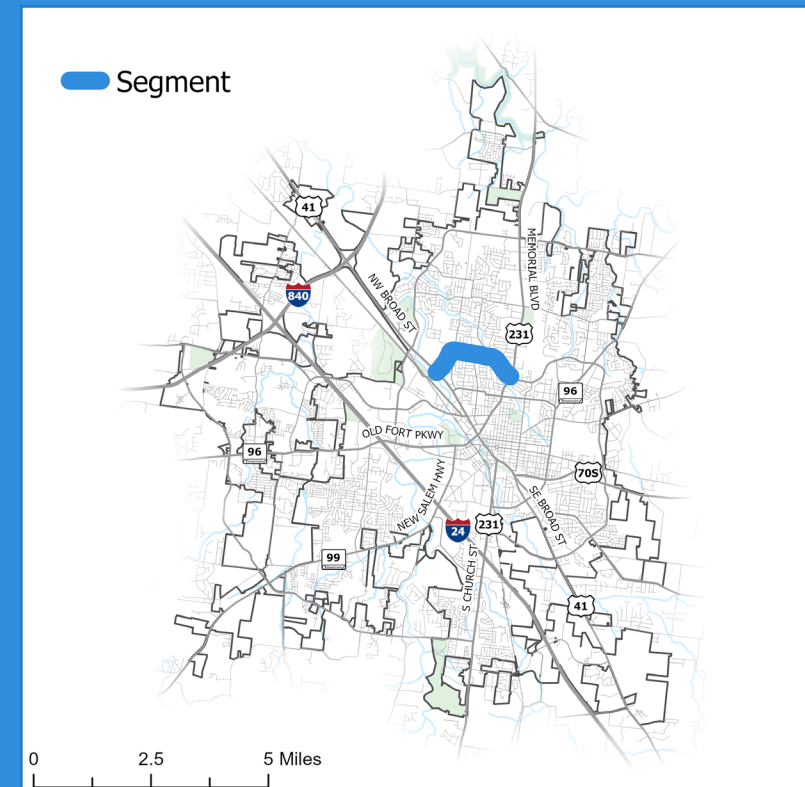 Segment
41
840
NW BROAD ST
MEMORIAL BLVD
231
96
OLD FORT PKWY
96
70S
NEW SALEM HWY
SE BROAD ST
24
231
99
S CHURCH ST
41
0 2.5 5 Miles